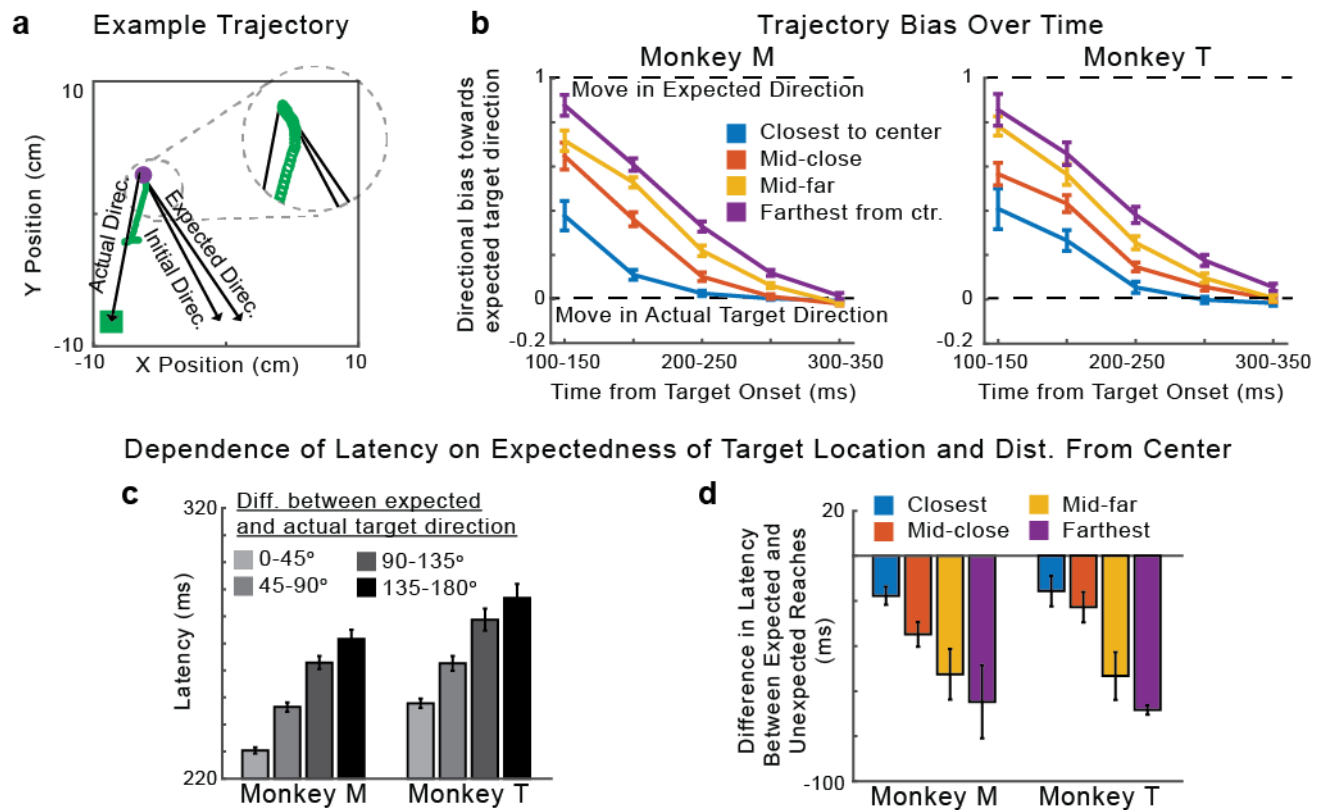 a
Example Trajectory
10
-10
-10
10
Y Position (cm)
X Position (cm)
Actual Direc.
Initial Direc.
Expected Direc.
b
Trajectory Bias Over Time
Monkey M
Monkey T
Directional bias towards
expected target direction
1
0
-0.2
Move in Expected Direction
Closest to center
Mid-close
Mid-far
Farthest from ctr.
Move in Actual Target Direction
100-150
200-250
300-350
Time from Target Onset (ms)
1
0
-0.2
100-150
200-250
300-350
Time from Target Onset (ms)
Dependence of Latency on Expectedness of Target Location and Dist. From Center
c
320
220
Latency (ms)
Diff. between expected
and actual target direction
0-45º
90-135º
45-90º
135-180º
Monkey M
Monkey T
d
Closest
Mid-far
Mid-close
Farthest
20
-100
Difference in Latency
Between Expected and
Unexpected Reaches
(ms)
Monkey M
Monkey T